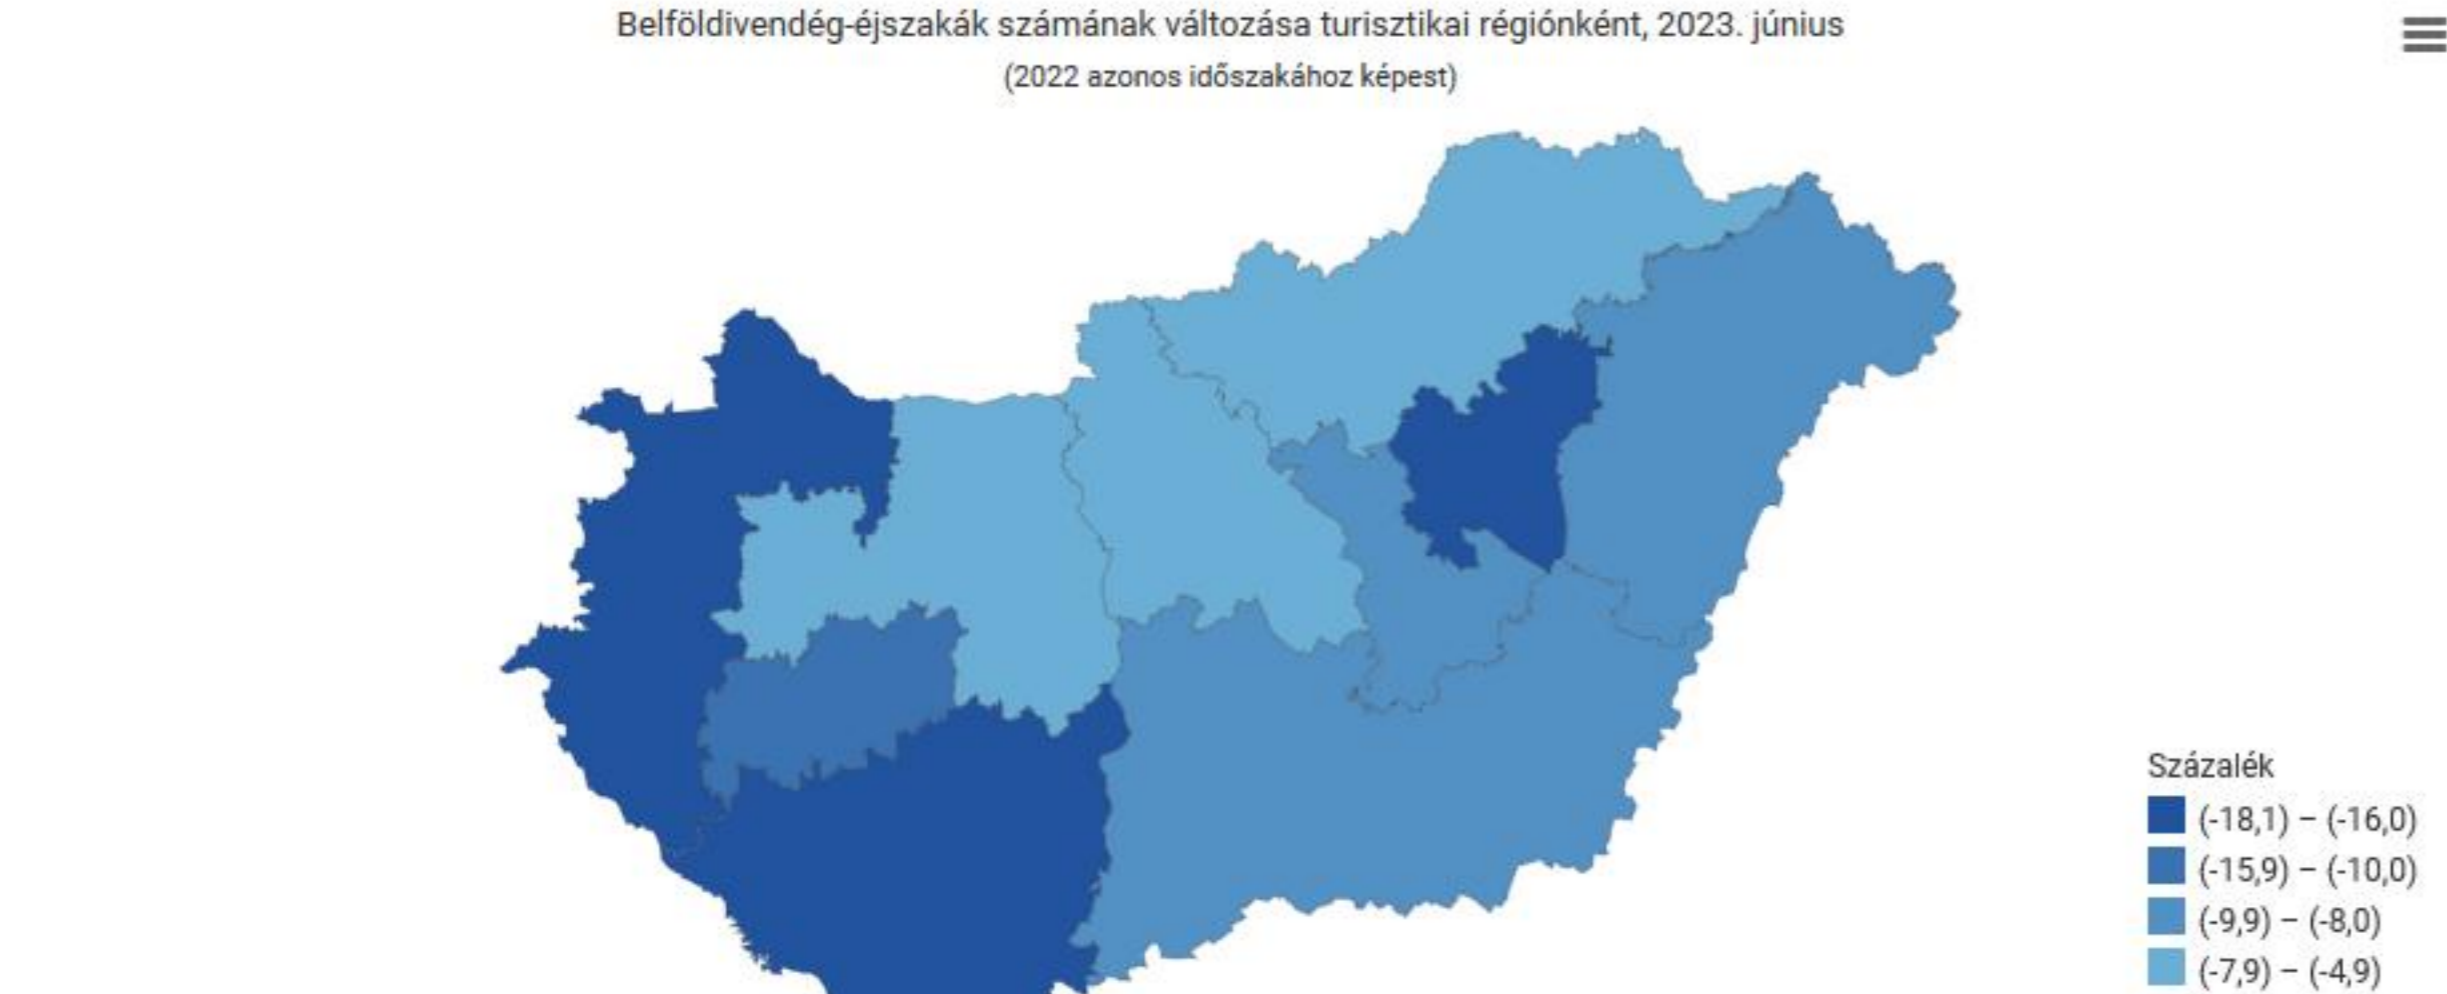 Belföldivendég-éjszakák számának változása turisztikai régiónként, 2023. június
(2022 azonos időszakához képest)
Százalék
(-18,1) – (-16,0)
(-15,9) – (-10,0)
(-9,9) – (-8,0)
(-7,9) – (-4,9)